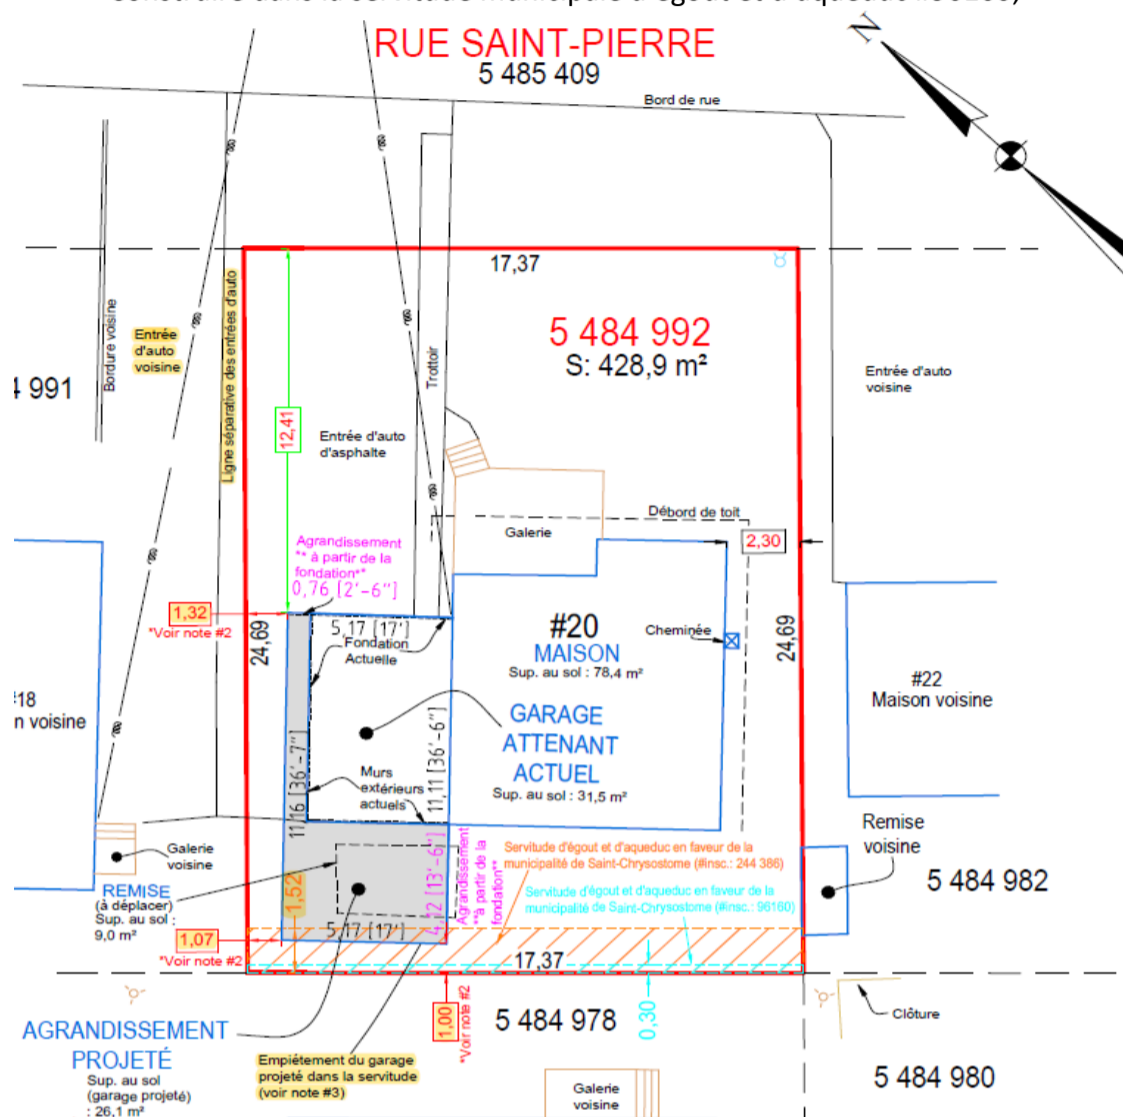 RUE SAINT-PIERRE
5 485 409
Bord de rue
N
17,37
Bordure voisine
Entrée
d'auto
voisine
Ligne séparative des entrées d'auto
12,41
Trottoir
5 484 992
S: 428,9 m²
Entrée d'auto
voisine
4 991
Entrée d'auto
d'asphalte
Débord de toit
Galerie
2,30
Agrandissement
** à partir de la
fondation**
0,76 [2'-6"]
1,32
*Voir note #2
5,17 [17']
Fondation
Actuelle
24,69
#20
MAISON
Sup. au sol : 78,4 m²
Cheminée
24,69
#22
Maison voisine
#18
n voisine
GARAGE
ATTENANT
ACTUEL
Sup. au sol : 31,5 m²
11,11 [36'-6"]
11,16 [36'-7"]
Murs
extérieurs
actuels
Galerie
voisine
Remise
voisine
Servitude d'égout et d'aqueduc en faveur de la
municipalité de Saint-Chrysostome (#insc.: 244 386)
Servitude d'égout et d'aqueduc en faveur de la
municipalité de Saint-Chrysostome (#insc.: 96160)
5 484 982
REMISE
(à déplacer)
Sup. au sol :
9,0 m²
1,52
4,12 [13'-6"]
Agrandissement
**à partir de la
fondation**
5,17 [17']
1,07
*Voir note #2
17,37
1,00
*Voir note #2
5 484 978
0,30
Clôture
AGRANDISSEMENT
PROJETÉ
Sup. au sol
(garage projeté)
: 26,1 m²
Empiétement du garage
projeté dans la servitude
(voir note #3)
Galerie
voisine
5 484 980